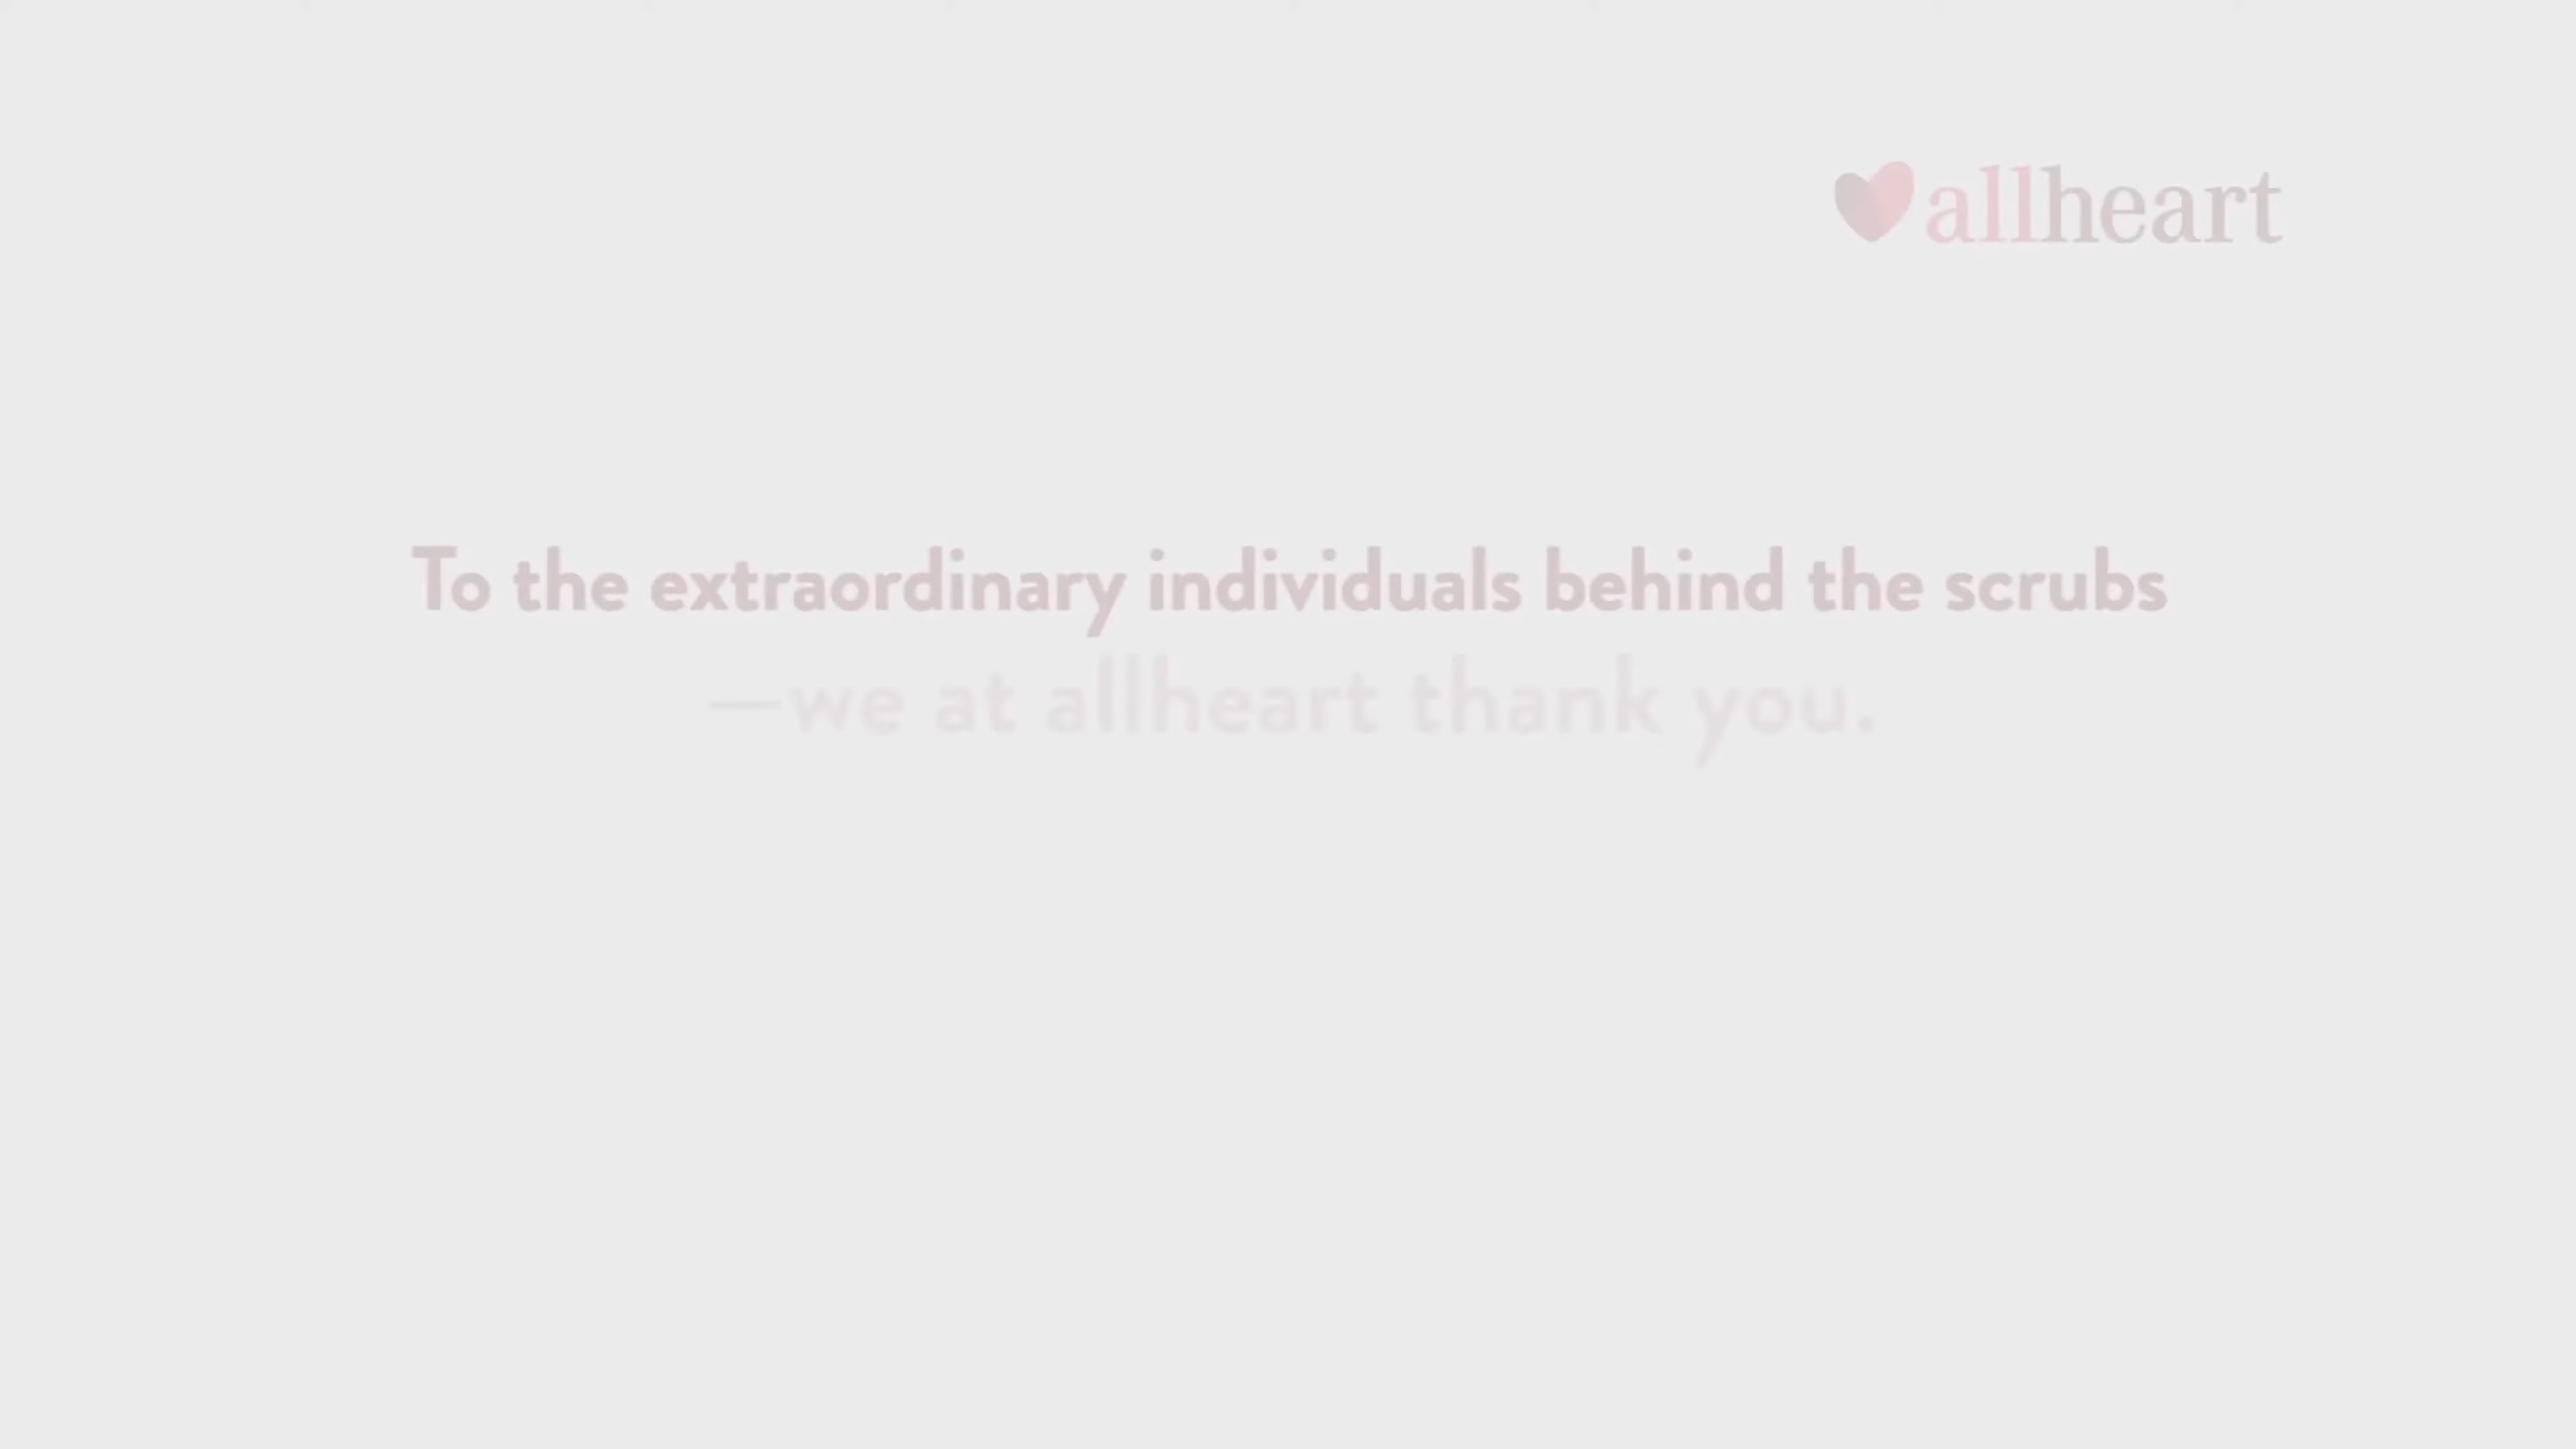 allheart
To the extraordinary individuals behind the scrubs
—we at allheart thank you.